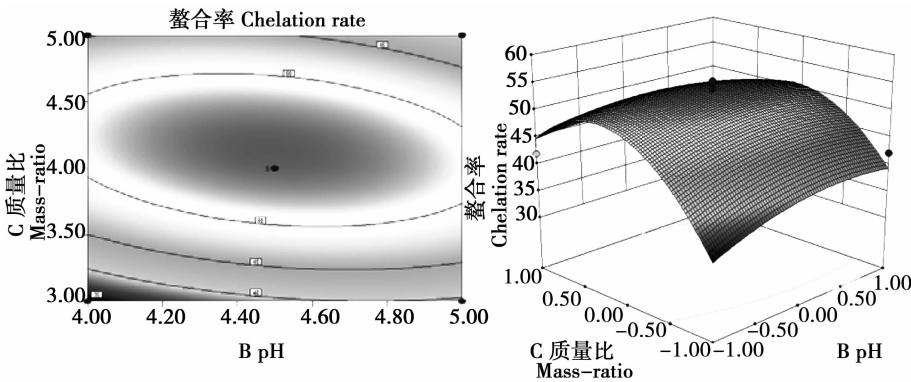 螯合率 Chelation rate
5.00
4.50
4.00
3.50
3.00
C 质量比
Mass-ratio
4.00 4.20 4.40 4.60 4.80 5.00
B pH
60
55
50
45
40
35
30
螯合率
Chelation rate
1.00
0.50
0.00
-0.50
-1.00
C 质量比
Mass-ratio
-1.00
-0.50
0.00
0.50
1.00
B pH